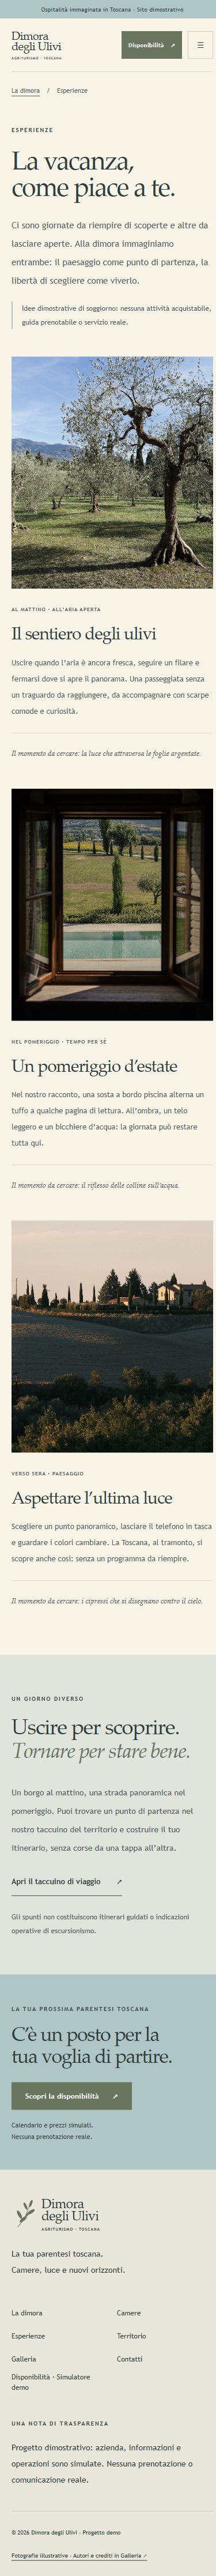 Ospitalità immaginata in Toscana · Sito dimostrativo
Dimora
degli Ulivi
AGRITURISMO · TOSCANA
Disponibilità ↗
☰
La dimora / Esperienze
ESPERIENZE
La vacanza,
come piace a te.
Ci sono giornate da riempire di scoperte e altre da
lasciare aperte. Alla dimora immaginiamo
entrambe: il paesaggio come punto di partenza, la
libertà di scegliere come viverlo.
Idee dimostrative di soggiorno: nessuna attività acquistabile,
guida prenotabile o servizio reale.
AL MATTINO · ALL’ARIA APERTA
Il sentiero degli ulivi
Uscire quando l’aria è ancora fresca, seguire un filare e
fermarsi dove si apre il panorama. Una passeggiata senza
un traguardo da raggiungere, da accompagnare con scarpe
comode e curiosità.
Il momento da cercare: la luce che attraversa le foglie argentate.
NEL POMERIGGIO · TEMPO PER SÉ
Un pomeriggio d’estate
Nel nostro racconto, una sosta a bordo piscina alterna un
tuffo a qualche pagina di lettura. All’ombra, un telo
leggero e un bicchiere d’acqua: la giornata può restare
tutta qui.
Il momento da cercare: il riflesso delle colline sull’acqua.
VERSO SERA · PAESAGGIO
Aspettare l’ultima luce
Scegliere un punto panoramico, lasciare il telefono in tasca
e guardare i colori cambiare. La Toscana, al tramonto, si
scopre anche così: senza un programma da riempire.
Il momento da cercare: i cipressi che si disegnano contro il cielo.
UN GIORNO DIVERSO
Uscire per scoprire.
Tornare per stare bene.
Un borgo al mattino, una strada panoramica nel
pomeriggio. Puoi trovare un punto di partenza nel
nostro taccuino del territorio e costruire il tuo
itinerario, senza corse da una tappa all’altra.
Apri il taccuino di viaggio ↗
Gli spunti non costituiscono itinerari guidati o indicazioni
operative di escursionismo.
LA TUA PROSSIMA PARENTESI TOSCANA
C’è un posto per la
tua voglia di partire.
Scopri la disponibilità ↗
Calendario e prezzi simulati.
Nessuna prenotazione reale.
Dimora
degli Ulivi
AGRITURISMO · TOSCANA
La tua parentesi toscana.
Camere, luce e nuovi orizzonti.
La dimora Camere
Esperienze Territorio
Galleria Contatti
Disponibilità · Simulatore
demo
UNA NOTA DI TRASPARENZA
Progetto dimostrativo: azienda, informazioni e
operazioni sono simulate. Nessuna prenotazione o
comunicazione reale.
© 2026 Dimora degli Ulivi · Progetto demo
Fotografie illustrative · Autori e crediti in Galleria ↗